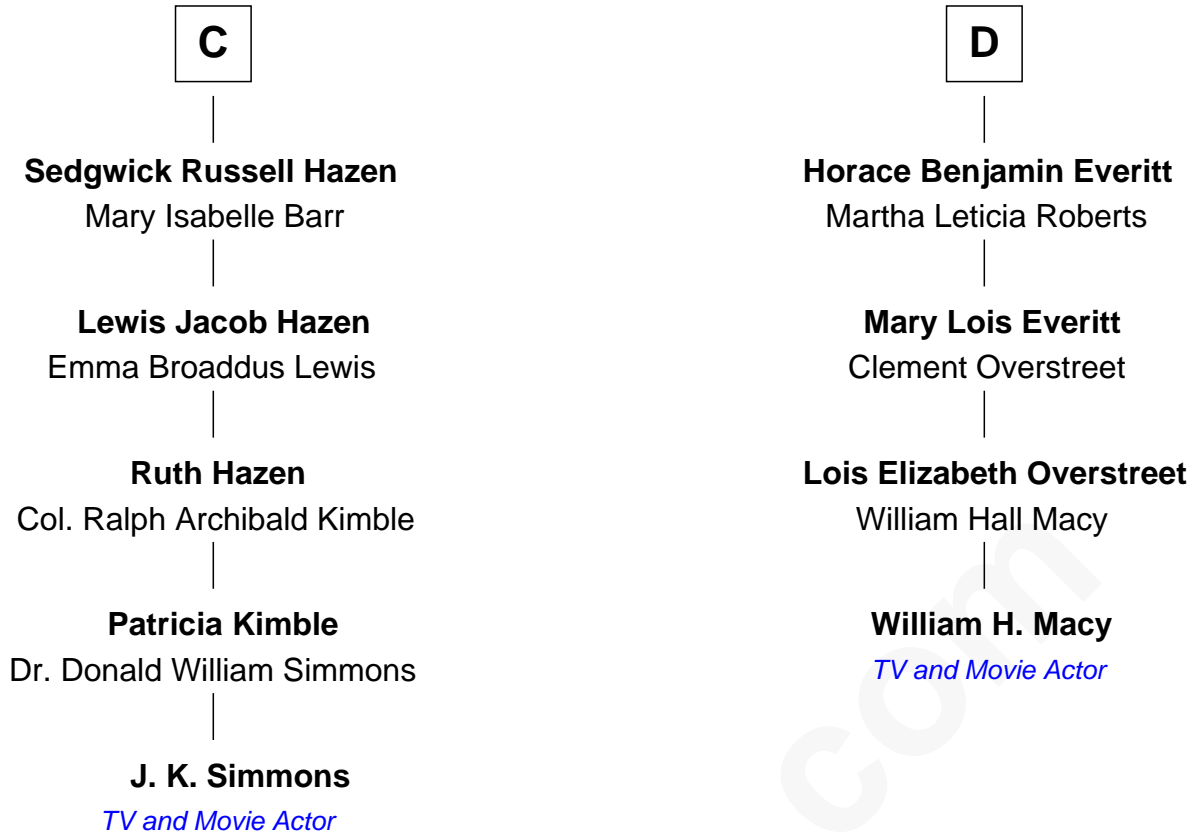 C
Sedgwick Russell Hazen
Mary Isabelle Barr
Lewis Jacob Hazen
Emma Broaddus Lewis
Ruth Hazen
Col. Ralph Archibald Kimble
Patricia Kimble
Dr. Donald William Simmons
J. K. Simmons
TV and Movie Actor
D
Horace Benjamin Everitt
Martha Leticia Roberts
Mary Lois Everitt
Clement Overstreet
Lois Elizabeth Overstreet
William Hall Macy
William H. Macy
TV and Movie Actor
com